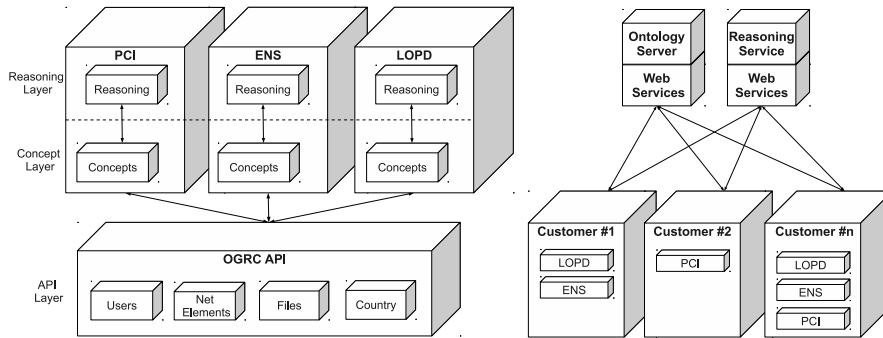 PCI
ENS
LOPD
Reasoning
Layer
Reasoning
Reasoning
Reasoning
Concept
Layer
Concepts
Concepts
Concepts
OGRC API
API
Layer
Users
Net
Elements
Files
Country
Ontology
Server
Reasoning
Service
Web
Services
Web
Services
Customer #1
LOPD
ENS
Customer #2
PCI
Customer #n
LOPD
ENS
PCI